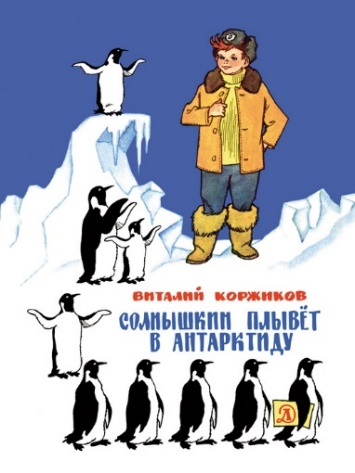 Виталий Коржиков
Солнышкин плывёт
в Антарктиду
Д